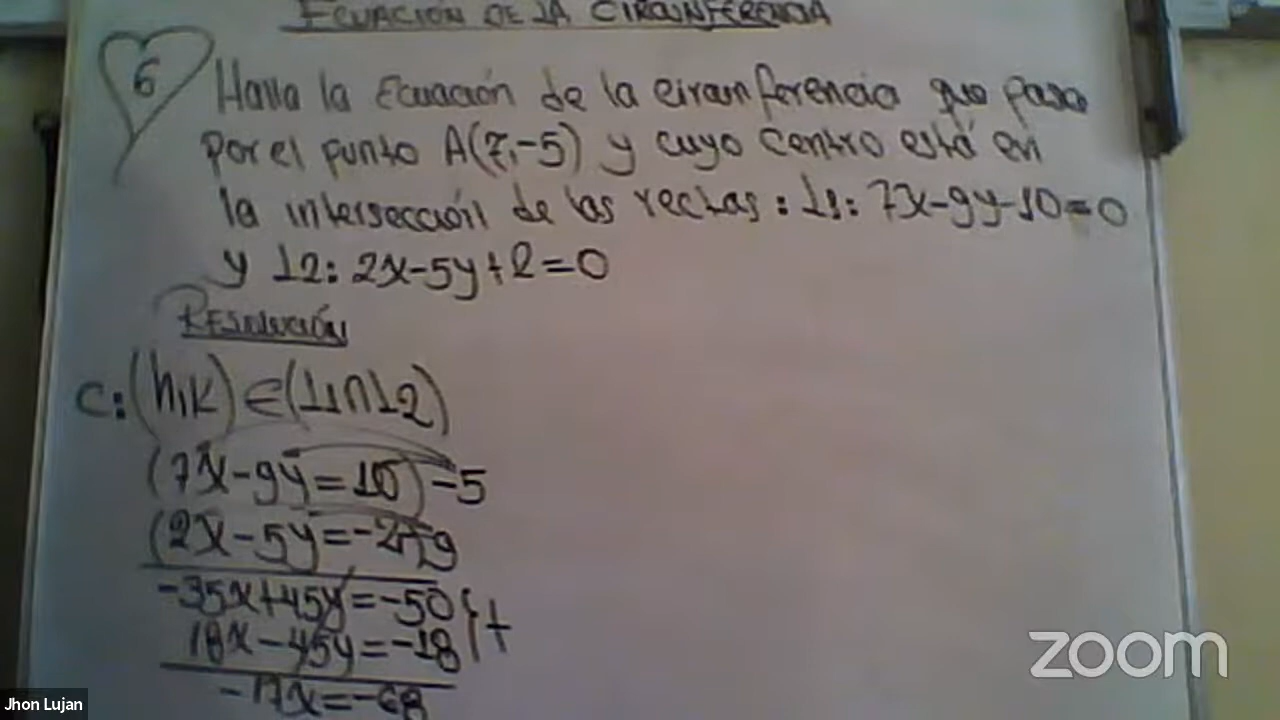 ECUACIÓN DE LA CIRCUNFERENCIA
6 Halla la Ecuación de la circunferencia que pasa
por el punto A(7,-5) y cuyo centro está en
la intersección de las rectas: L1: 7x-9y-10=0
y L2: 2x-5y+2=0
RESOLUCIÓN
C:(h,k)∈(L1∩L2)
(7x-9y=10)-5
(2x-5y=-2)9
-35x+45y=-50
18x-45y=-18 }+
-17x=-68
zoom
Jhon Lujan